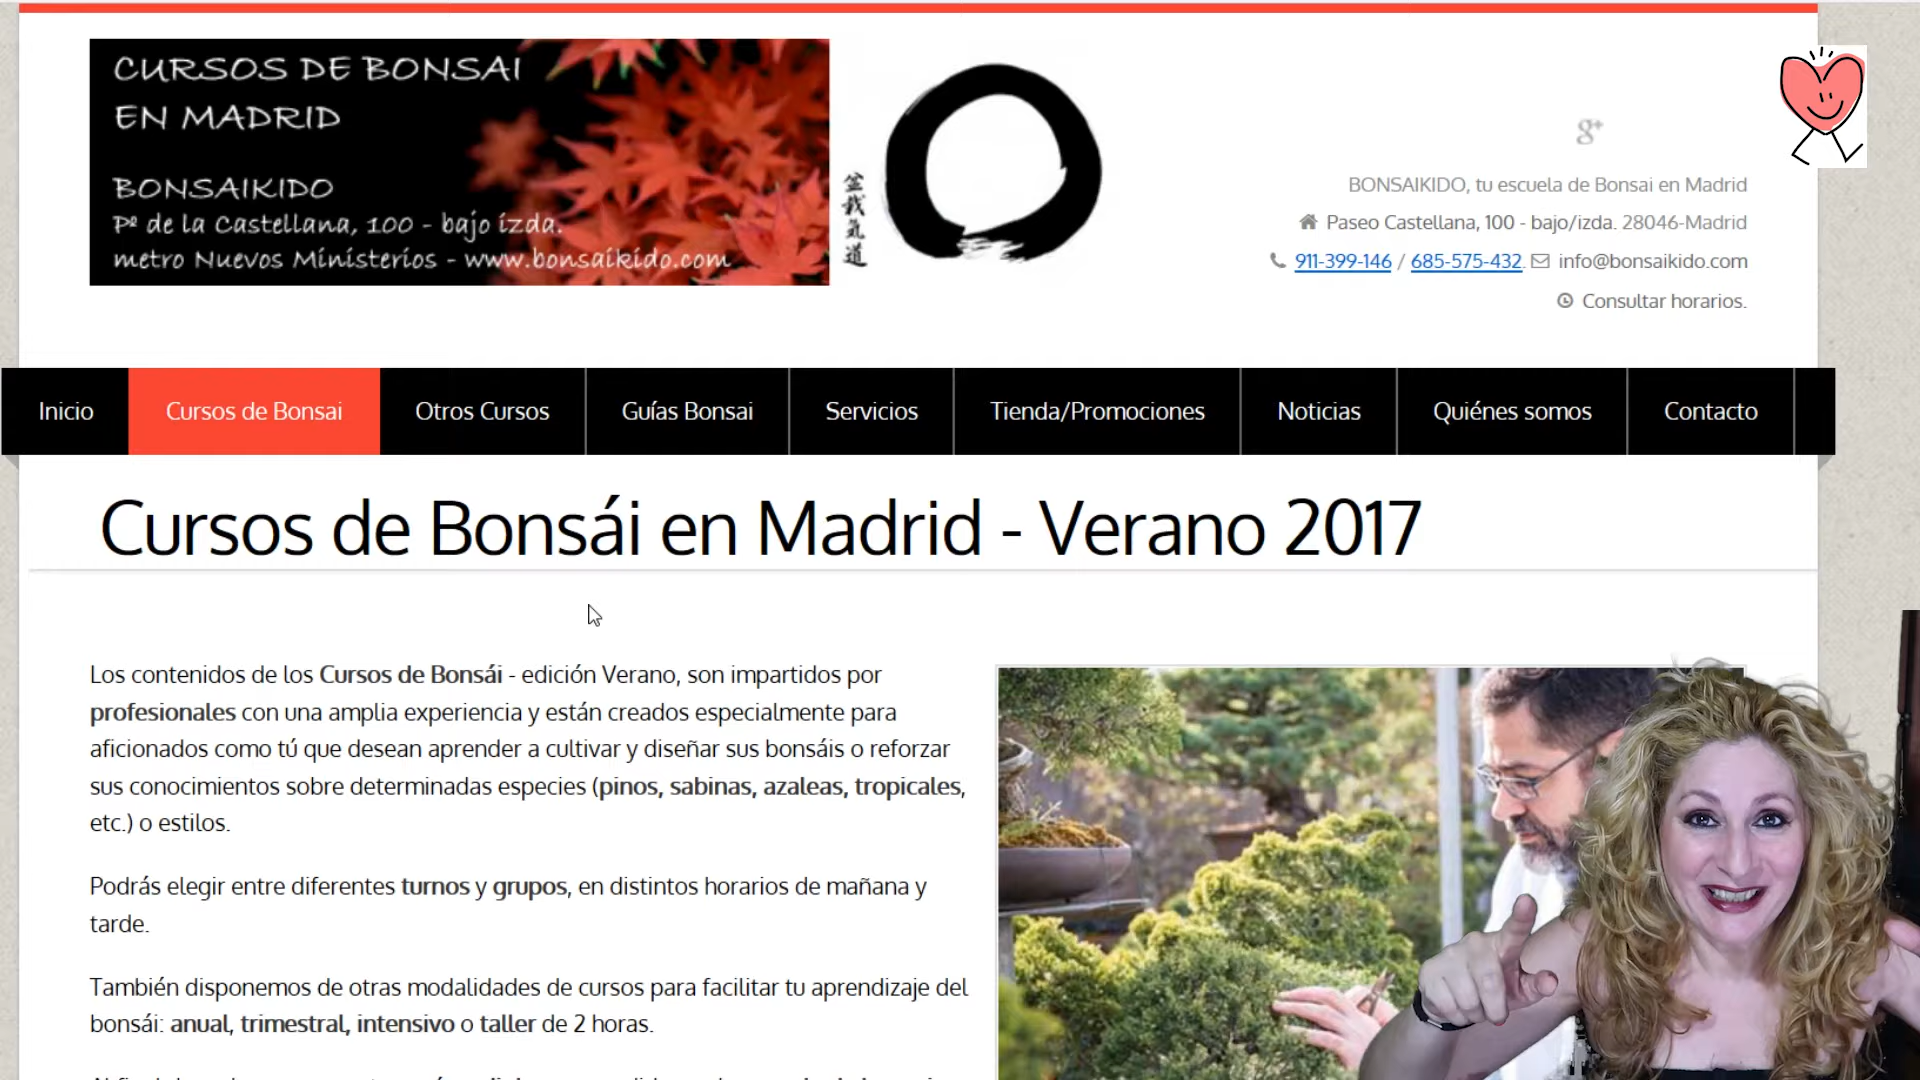 CURSOS DE BONSAI
EN MADRID
BONSAIKIDO
Pº de la Castellana, 100 - bajo ízda.
metro Nuevos Ministerios - www.bonsaikido.com
盆栽気道
g+
BONSAIKIDO, tu escuela de Bonsai en Madrid
Paseo Castellana, 100 - bajo/izda. 28046-Madrid
911-399-146 / 685-575-432. info@bonsaikido.com
Consultar horarios.
Inicio
Cursos de Bonsai
Otros Cursos
Guías Bonsai
Servicios
Tienda/Promociones
Noticias
Quiénes somos
Contacto
Cursos de Bonsái en Madrid - Verano 2017
Los contenidos de los Cursos de Bonsái - edición Verano, son impartidos por
profesionales con una amplia experiencia y están creados especialmente para
aficionados como tú que desean aprender a cultivar y diseñar sus bonsáis o reforzar
sus conocimientos sobre determinadas especies (pinos, sabinas, azaleas, tropicales,
etc.) o estilos.
Podrás elegir entre diferentes turnos y grupos, en distintos horarios de mañana y
tarde.
También disponemos de otras modalidades de cursos para facilitar tu aprendizaje del
bonsái: anual, trimestral, intensivo o taller de 2 horas.